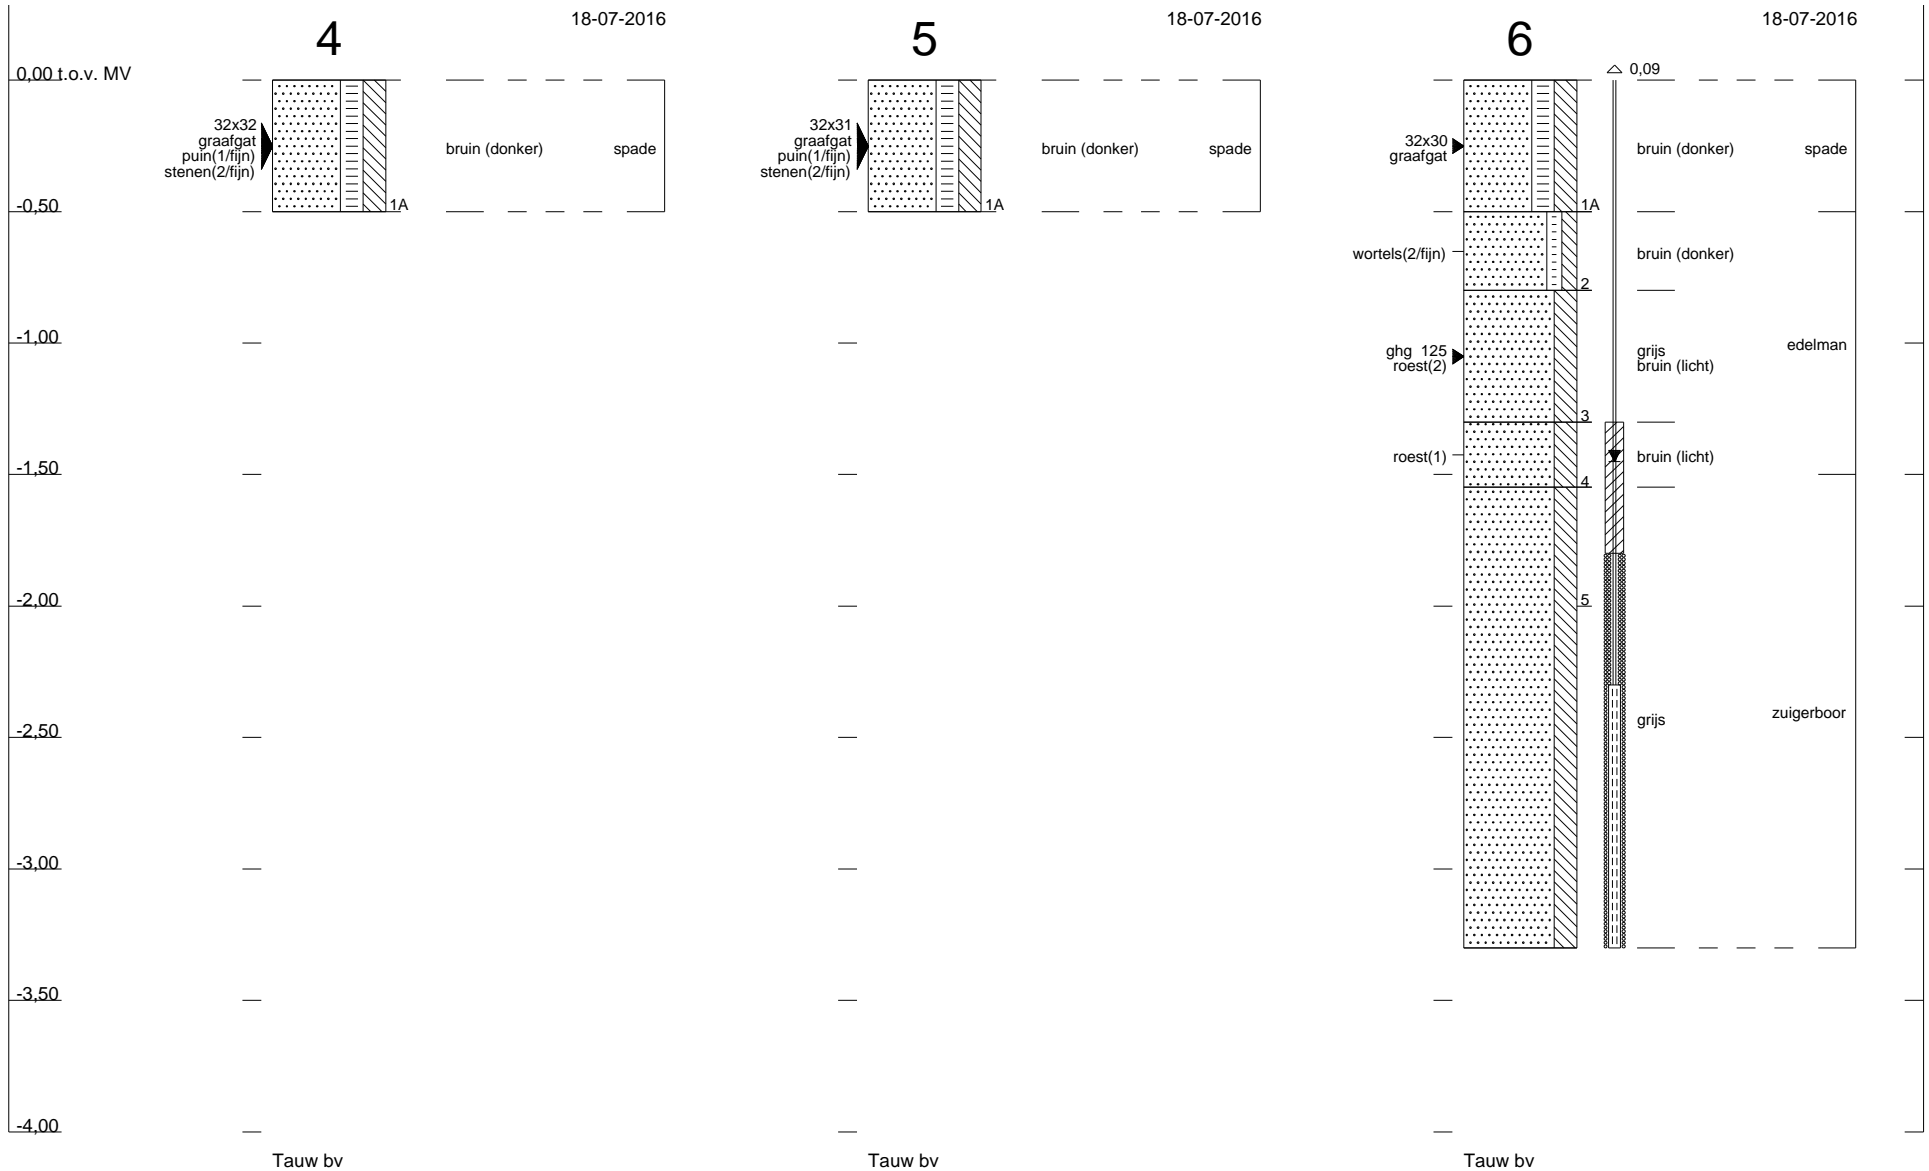 4
18-07-2016
5
18-07-2016
6
18-07-2016
0,00 t.o.v. MV
-0,50
-1,00
-1,50
-2,00
-2,50
-3,00
-3,50
-4,00
32x32
graafgat
puin(1/fijn)
stenen(2/fijn)
1A
bruin (donker)
spade
Tauw bv
32x31
graafgat
puin(1/fijn)
stenen(2/fijn)
1A
bruin (donker)
spade
Tauw bv
0,09
32x30
graafgat
1A
bruin (donker)
spade
wortels(2/fijn)
2
bruin (donker)
ghg 125
roest(2)
3
grijs
bruin (licht)
edelman
roest(1)
4
bruin (licht)
5
grijs
zuigerboor
Tauw bv